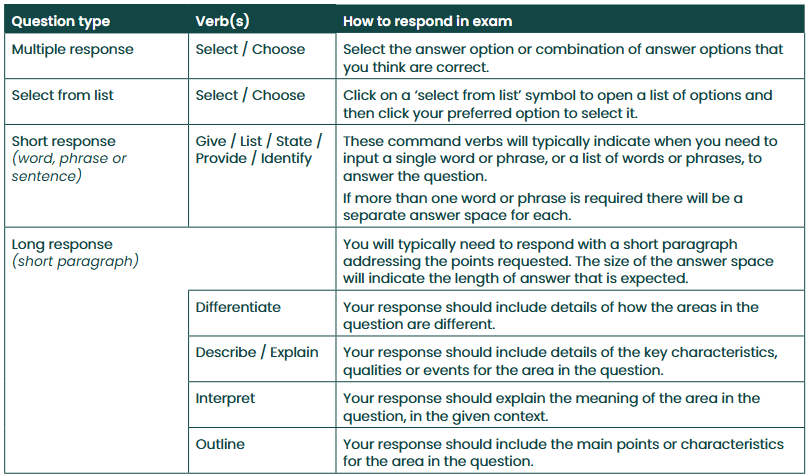 Question type Verb(s) How to respond in exam
Multiple response Select / Choose Select the answer option or combination of answer options that
you think are correct.
Select from list Select / Choose Click on a ‘select from list’ symbol to open a list of options and
then click your preferred option to select it.
Short response Give / List / State / These command verbs will typically indicate when you need to
(word, phrase or Provide / Identify input a single word or phrase, or a list of words or phrases, to
sentence) answer the question.
If more than one word or phrase is required there will be a
separate answer space for each.
Long response You will typically need to respond with a short paragraph
(short paragraph) addressing the points requested. The size of the answer space
will indicate the length of answer that is expected.
Differentiate Your response should include details of how the areas in the
question are different.
Describe / Explain Your response should include details of the key characteristics,
qualities or events for the area in the question.
Interpret Your response should explain the meaning of the area in the
question, in the given context.
Outline Your response should include the main points or characteristics
for the area in the question.